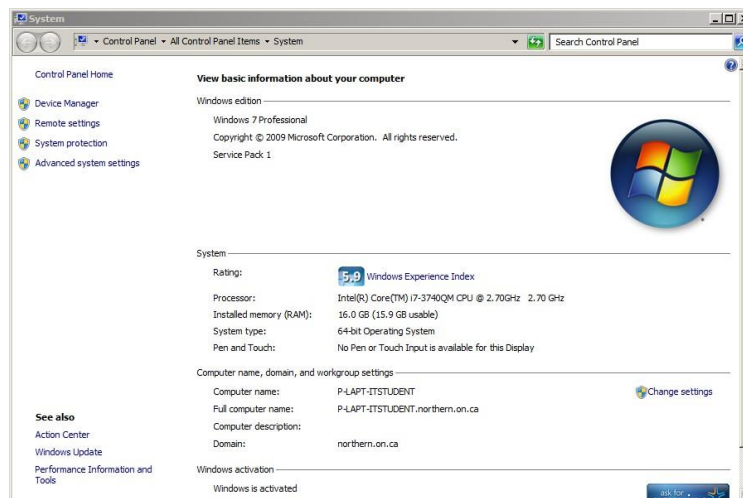 System
Control Panel All Control Panel Items System
Search Control Panel
Control Panel Home
Device Manager
Remote settings
System protection
Advanced system settings
See also
Action Center
Windows Update
Performance Information and
Tools
View basic information about your computer
Windows edition
Windows 7 Professional
Copyright © 2009 Microsoft Corporation. All rights reserved.
Service Pack 1
System
Rating: 5.9 Windows Experience Index
Processor: Intel(R) Core(TM) i7-3740QM CPU @ 2.70GHz 2.70 GHz
Installed memory (RAM): 16.0 GB (15.9 GB usable)
System type: 64-bit Operating System
Pen and Touch: No Pen or Touch Input is available for this Display
Computer name, domain, and workgroup settings
Computer name: P-LAPT-ITSTUDENT Change settings
Full computer name: P-LAPT-ITSTUDENT.northern.on.ca
Computer description:
Domain: northern.on.ca
Windows activation
Windows is activated
ask for